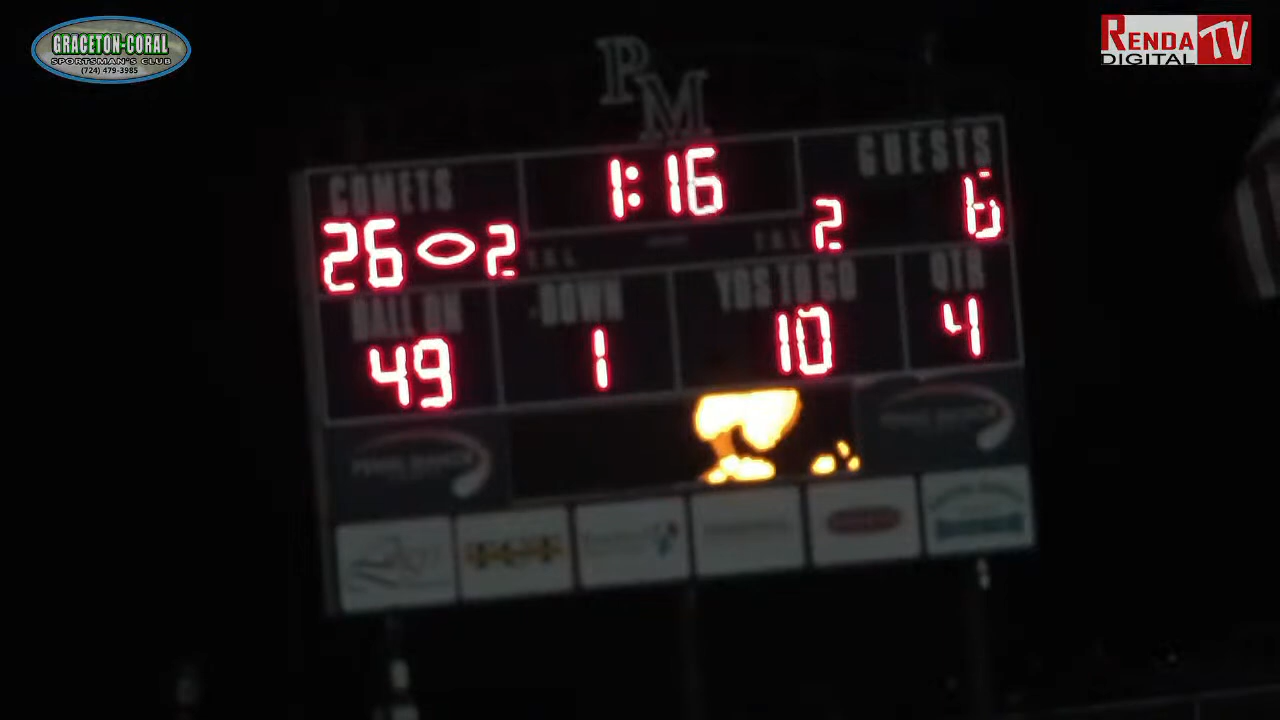 GRACETON-CORAL
SPORTSMAN'S CLUB
(724) 479-3985
RENDA TV
DIGITAL
PM
COMETS
1:16
GUESTS
26 2
2 6
BALL ON
DOWN
YDS TO GO
QTR
49 1 10 4